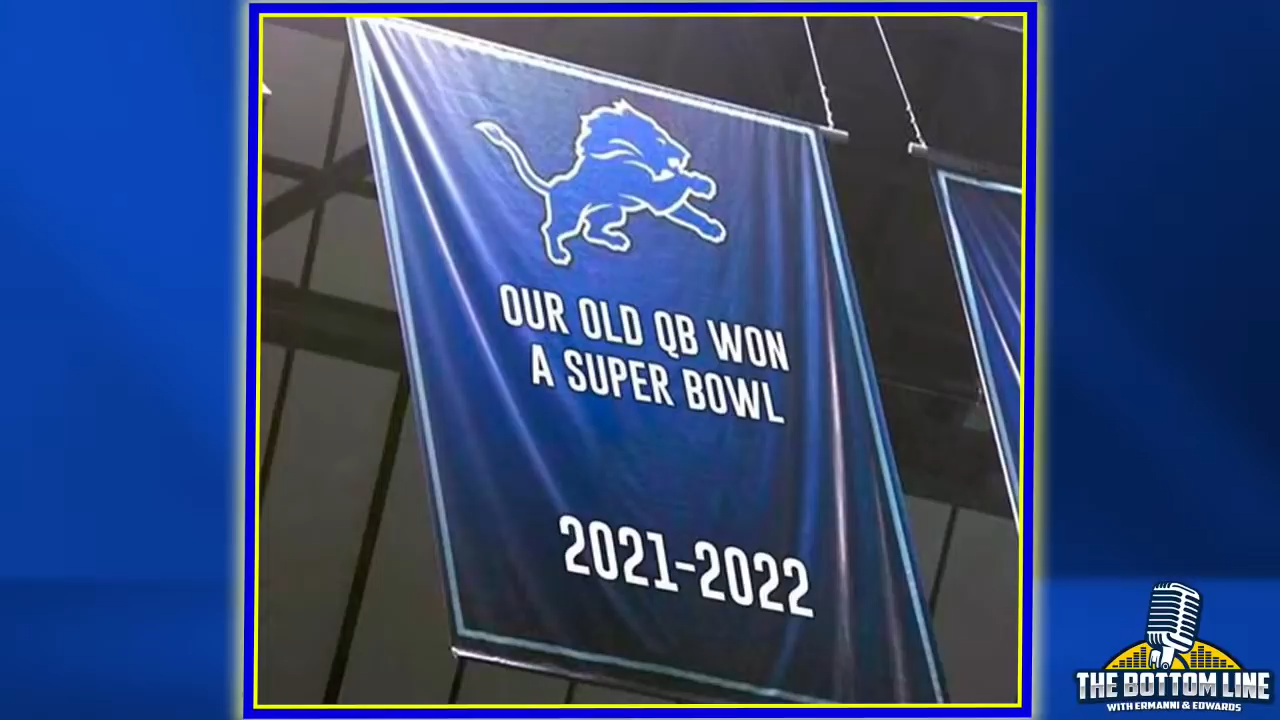 OUR OLD QB WON
A SUPER BOWL
2021-2022
THE BOTTOM LINE
WITH ERMANNI & EDWARDS